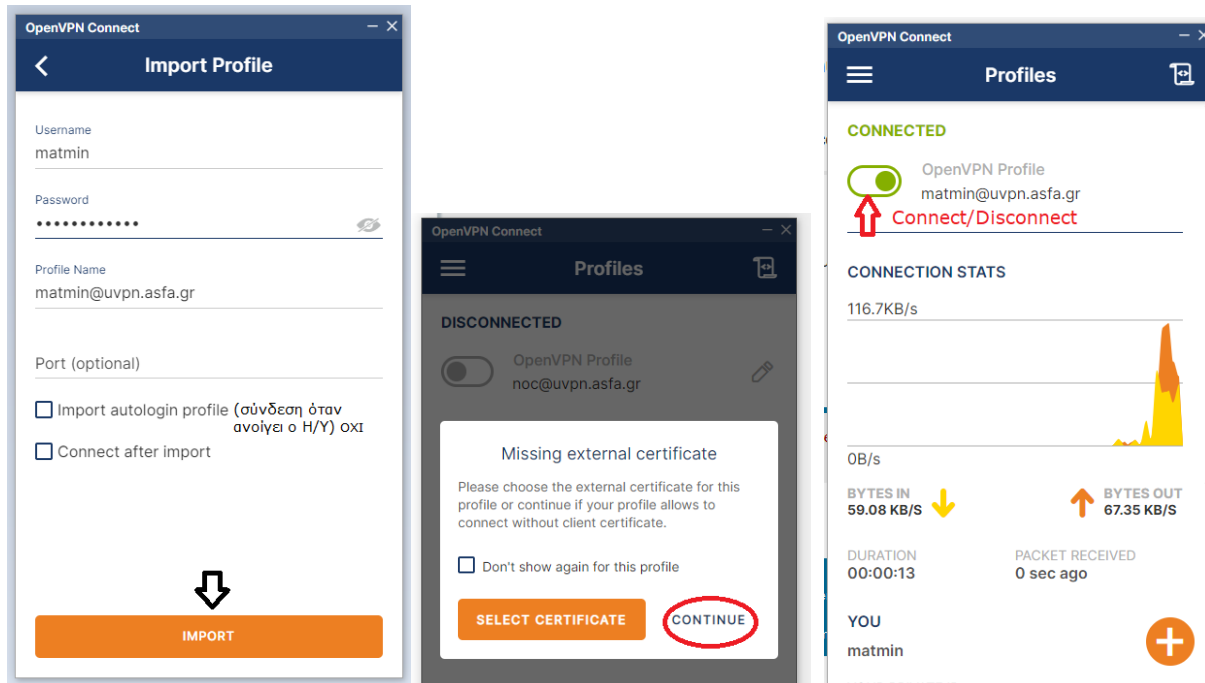 OpenVPN Connect
Import Profile
Username
matmin
Password
••••••••••••
Profile Name
matmin@uvpn.asfa.gr
Port (optional)
Import autologin profile (σύνδεση όταν
ανοίγει ο Η/Υ) ΟΧΙ
Connect after import
IMPORT
OpenVPN Connect
Profiles
DISCONNECTED
OpenVPN Profile
noc@uvpn.asfa.gr
Missing external certificate
Please choose the external certificate for this
profile or continue if your profile allows to
connect without client certificate.
Don't show again for this profile
SELECT CERTIFICATE
CONTINUE
OpenVPN Connect
Profiles
CONNECTED
OpenVPN Profile
matmin@uvpn.asfa.gr
Connect/Disconnect
CONNECTION STATS
116.7KB/s
0B/s
BYTES IN
59.08 KB/S
BYTES OUT
67.35 KB/S
DURATION
00:00:13
PACKET RECEIVED
0 sec ago
YOU
matmin